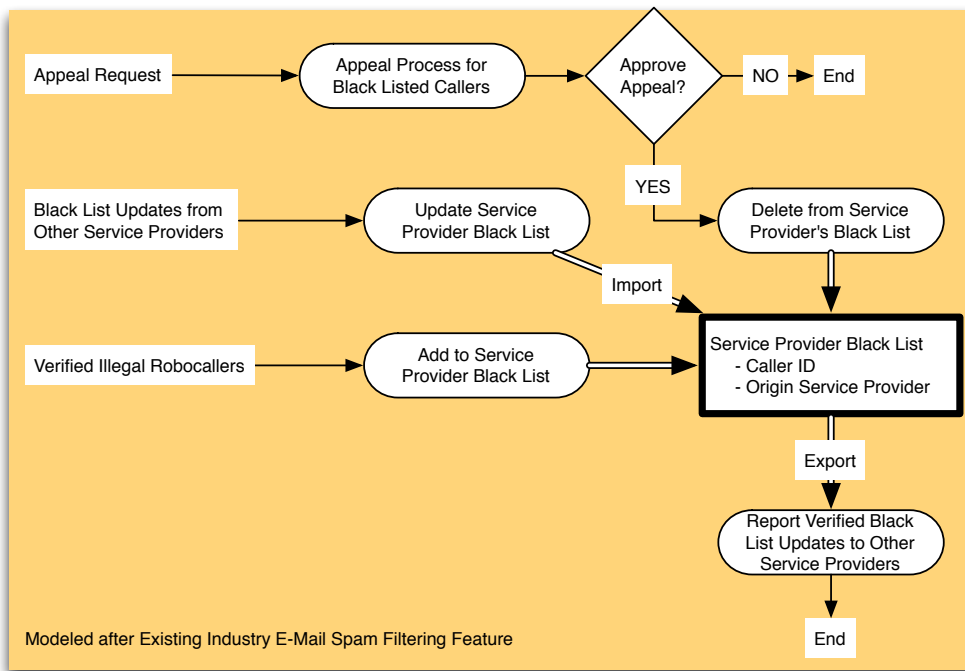 Appeal Request
Appeal Process for
Black Listed Callers
Approve
Appeal?
NO
End
YES
Black List Updates from
Other Service Providers
Update Service
Provider Black List
Delete from Service
Provider's Black List
Import
Verified Illegal Robocallers
Add to Service
Provider Black List
Service Provider Black List
- Caller ID
- Origin Service Provider
Export
Report Verified Black
List Updates to Other
Service Providers
End
Modeled after Existing Industry E-Mail Spam Filtering Feature